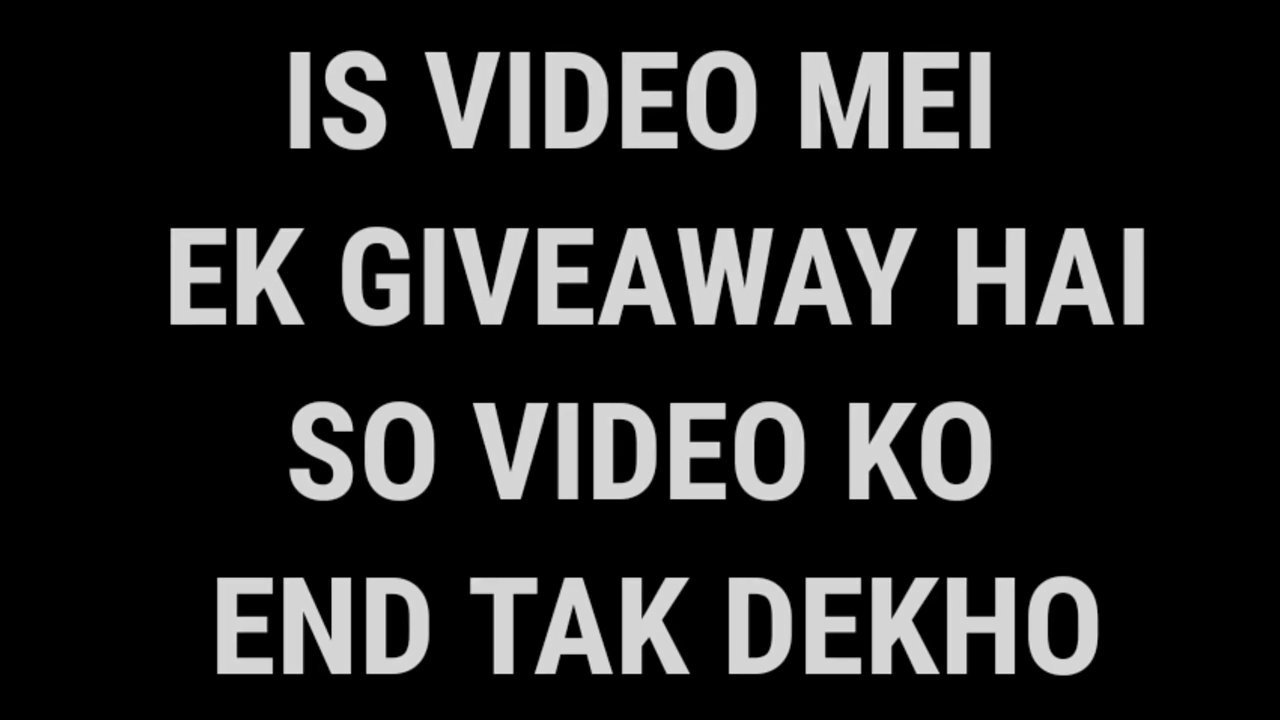 IS VIDEO MEI
EK GIVEAWAY HAI
SO VIDEO KO
END TAK DEKHO